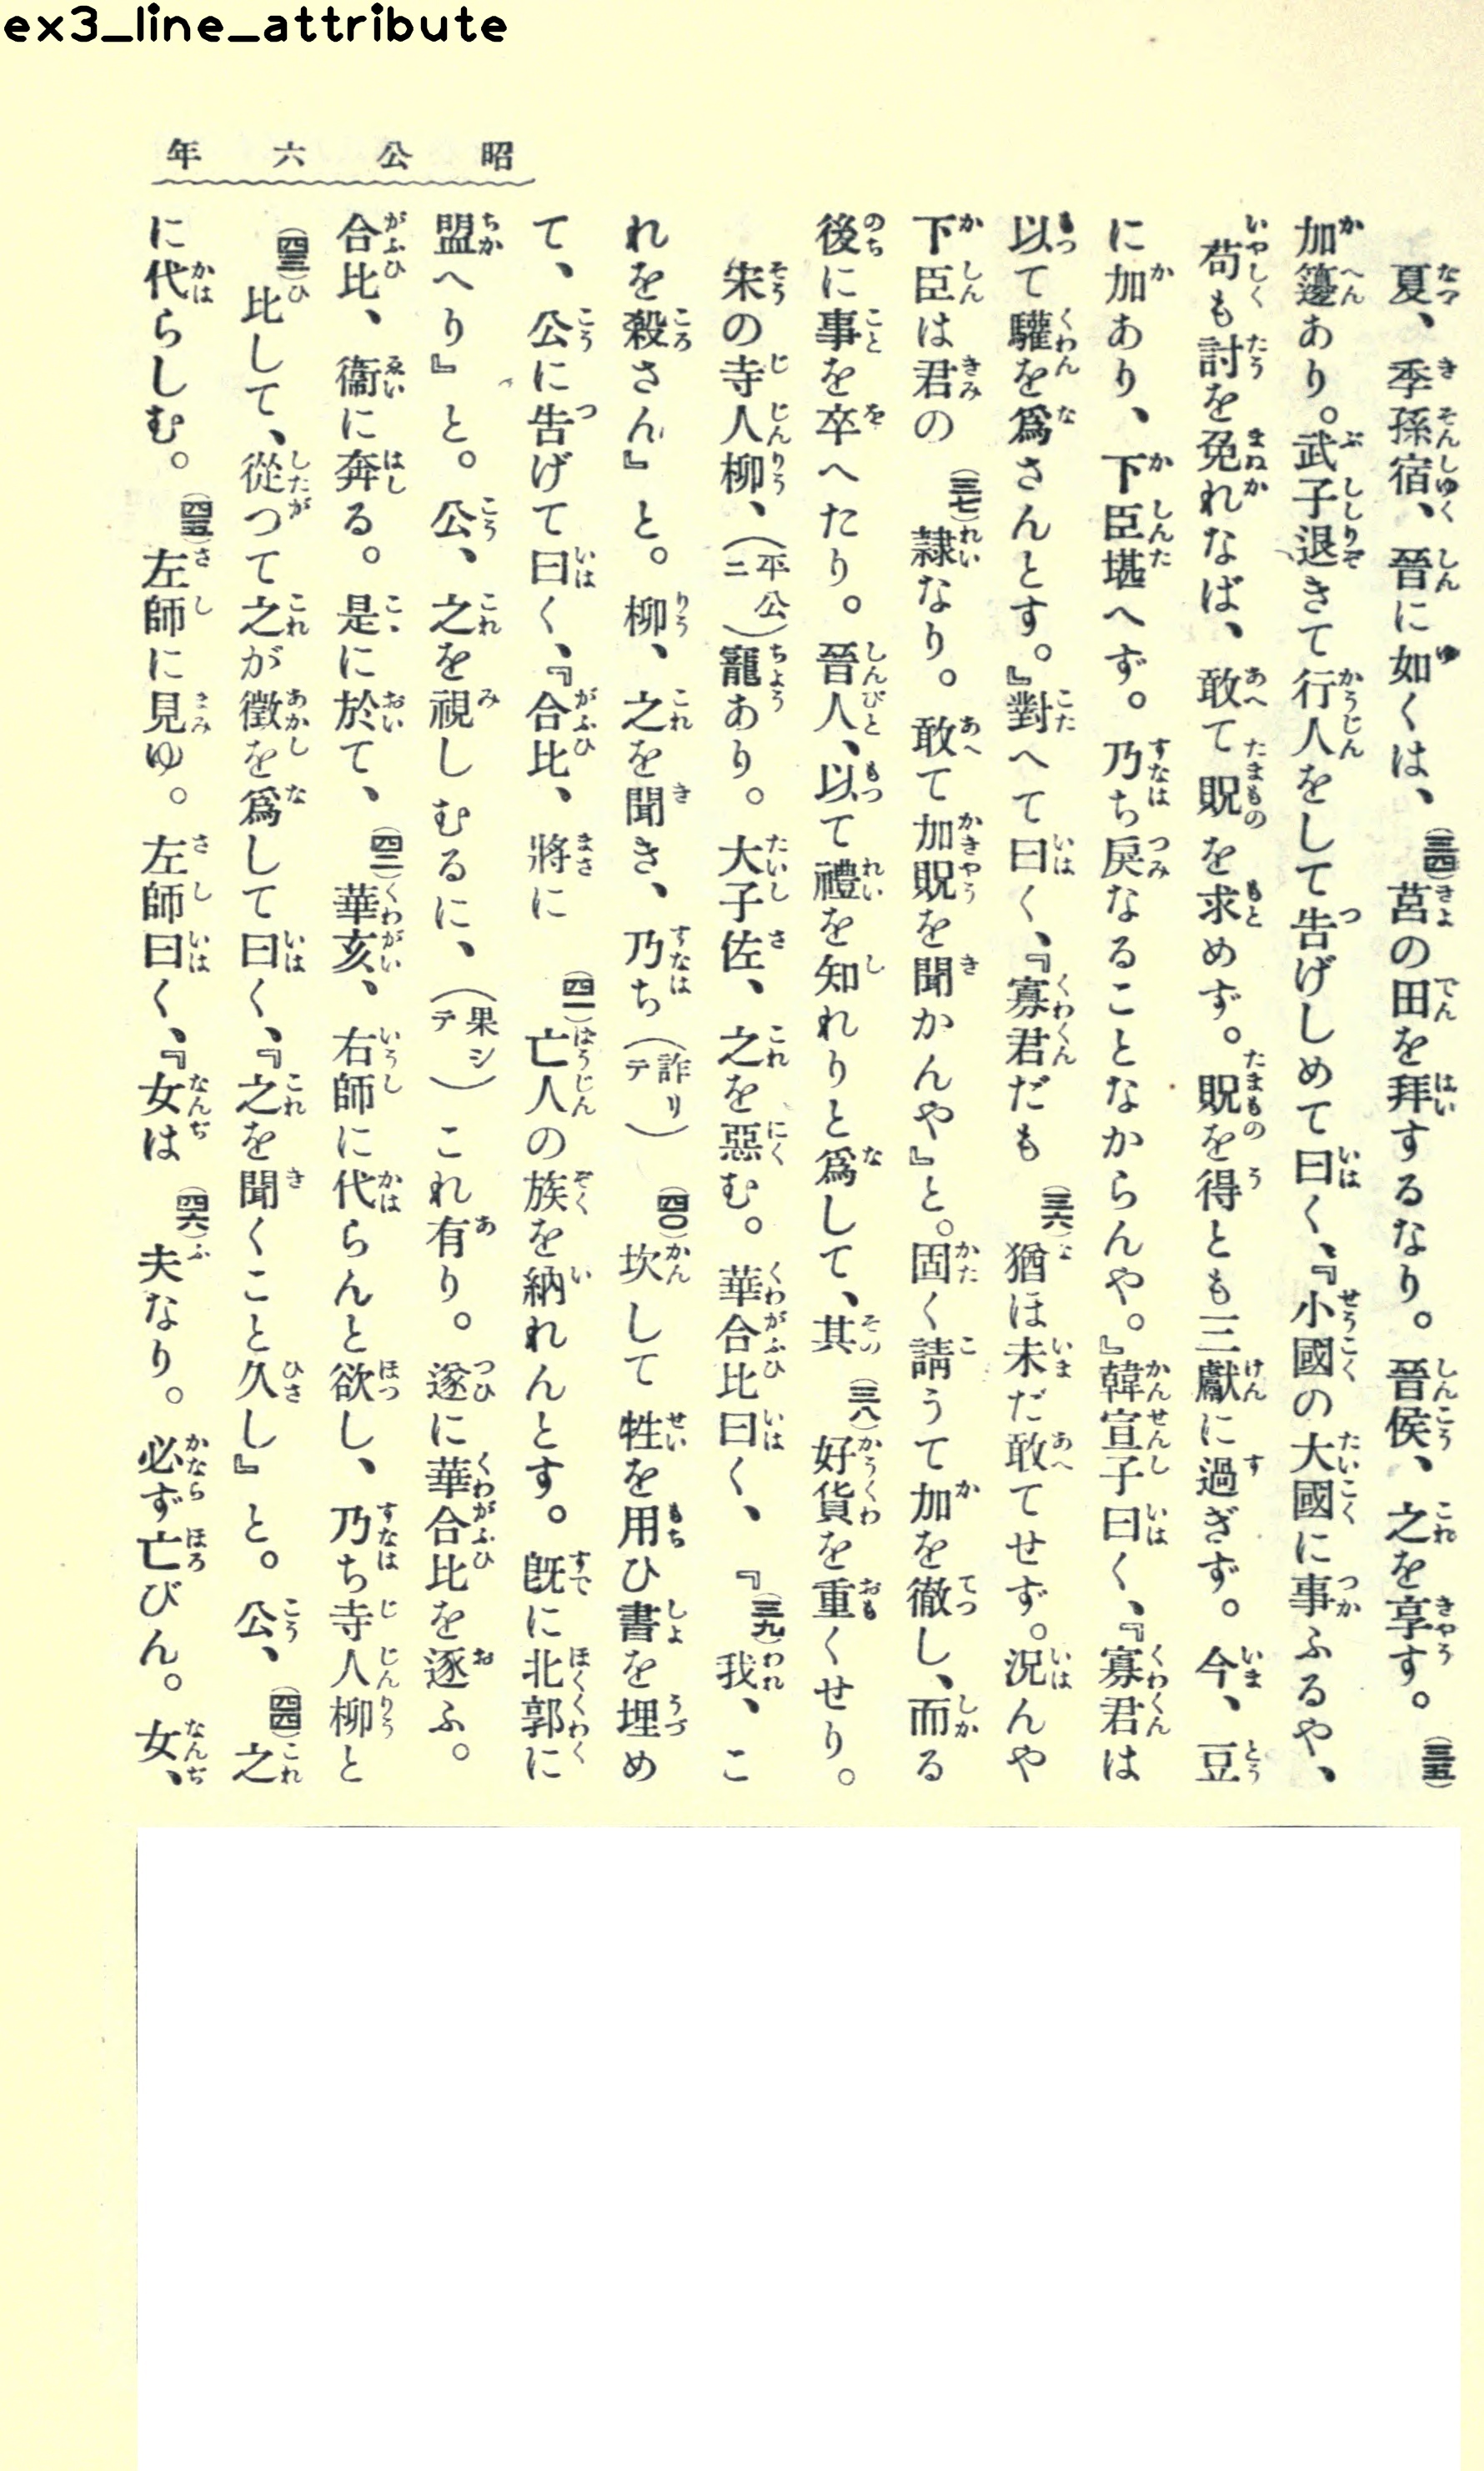 ex3_line_attribute
昭公六年
夏、季孫宿、晉に如くは、(三四)莒の田を拜するなり。晉侯、之を享す。(三五)
加籩あり。武子退きて行人をして告げしめて曰く、『小國の大國に事ふるや、
苟も討を免れなば、敢て貺を求めず。貺を得とも三獻に過ぎず。今、豆
に加あり、下臣堪へず。乃ち戾なることなからんや。』韓宣子曰く、『寡君は
以て驩を爲さんとす。』對へて曰く、『寡君だも(三六)猶ほ未だ敢てせず。況んや
下臣は君の(三七)隷なり。敢て加貺を聞かんや』と。固く請うて加を徹し、而る
後に事を卒へたり。晉人、以て禮を知れりと爲して、其(三八)好貨を重くせり。
宋の寺人柳、(平公ニ)寵あり。大子佐、之を惡む。華合比曰く、『(三九)我、こ
れを殺さん』と。柳、之を聞き、乃ち(詐リテ)(四〇)坎して牲を用ひ書を埋め
て、公に告げて曰く、『合比、將に(四一)亡人の族を納れんとす。既に北郭に
盟へり』と。公、之を視しむるに、(果シテ)これ有り。遂に華合比を逐ふ。
合比、衞に奔る。是に於て、(四二)華亥、右師に代らんと欲し、乃ち寺人柳と
(四三)比して、從つて之が徵を爲して曰く、『之を聞くこと久し』と。公、(四四)之
に代らしむ。(四五)左師に見ゆ。左師曰く、『女は(四六)夫なり。必ず亡びん。女、